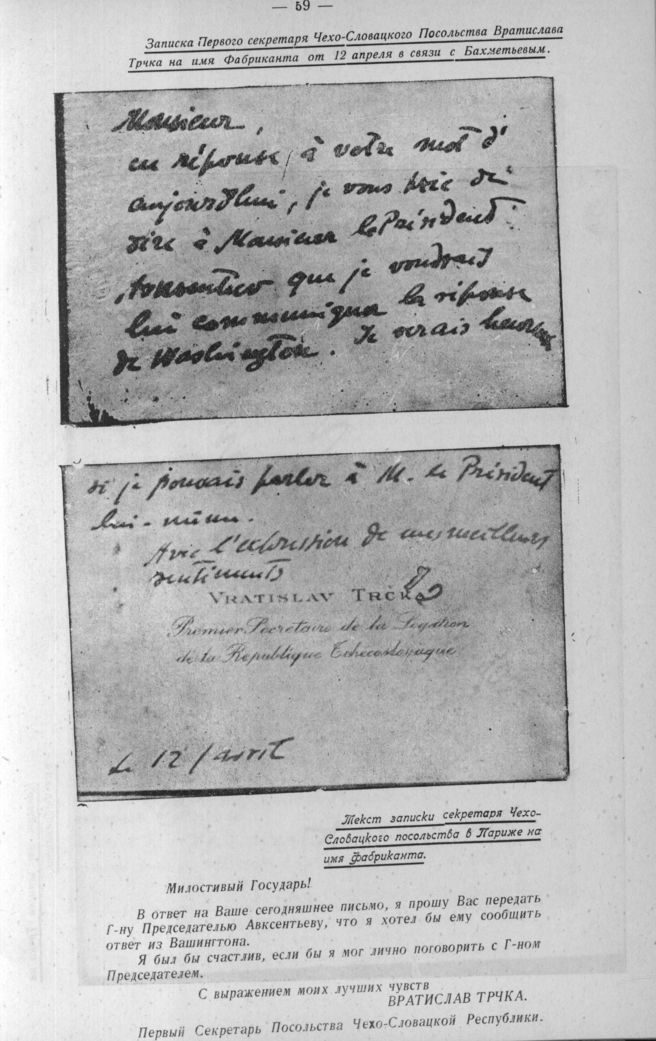 — 59 —
Записка Первого секретаря Чехо-Словацкого Посольства Вратислава
Трчка на имя Фабриканта от 12 апреля в связи с Бахметьевым.
Monsieur,
en réponse à votre mot d'
aujourd'hui, je vous prie de
dire à Monsieur le Président
Avxentiev que je voudrais
lui communiquer la réponse
de Washington. Je serais heureux
si je pouvais parler à M. le Président
lui-même.
Avec l'expression de mes meilleurs
sentiments
VRATISLAV TRČKA
Premier Secrétaire de la Légation
de la République Tchécoslovaque
Le 12/avril
Текст записки секретаря Чехо-
Словацкого посольства в Париже на
имя фабриканта.
Милостивый Государь!
В ответ на Ваше сегодняшнее письмо, я прошу Вас передать
Г-ну Председателью Авксентьеву, что я хотел бы ему сообщить
ответ из Вашингтона.
Я был бы счастлив, если бы я мог лично поговорить с Г-ном
Председателем.
С выражением моих лучших чувств
ВРАТИСЛАВ ТРЧКА.
Первый Секретарь Посольства Чехо-Словацкой Республики.